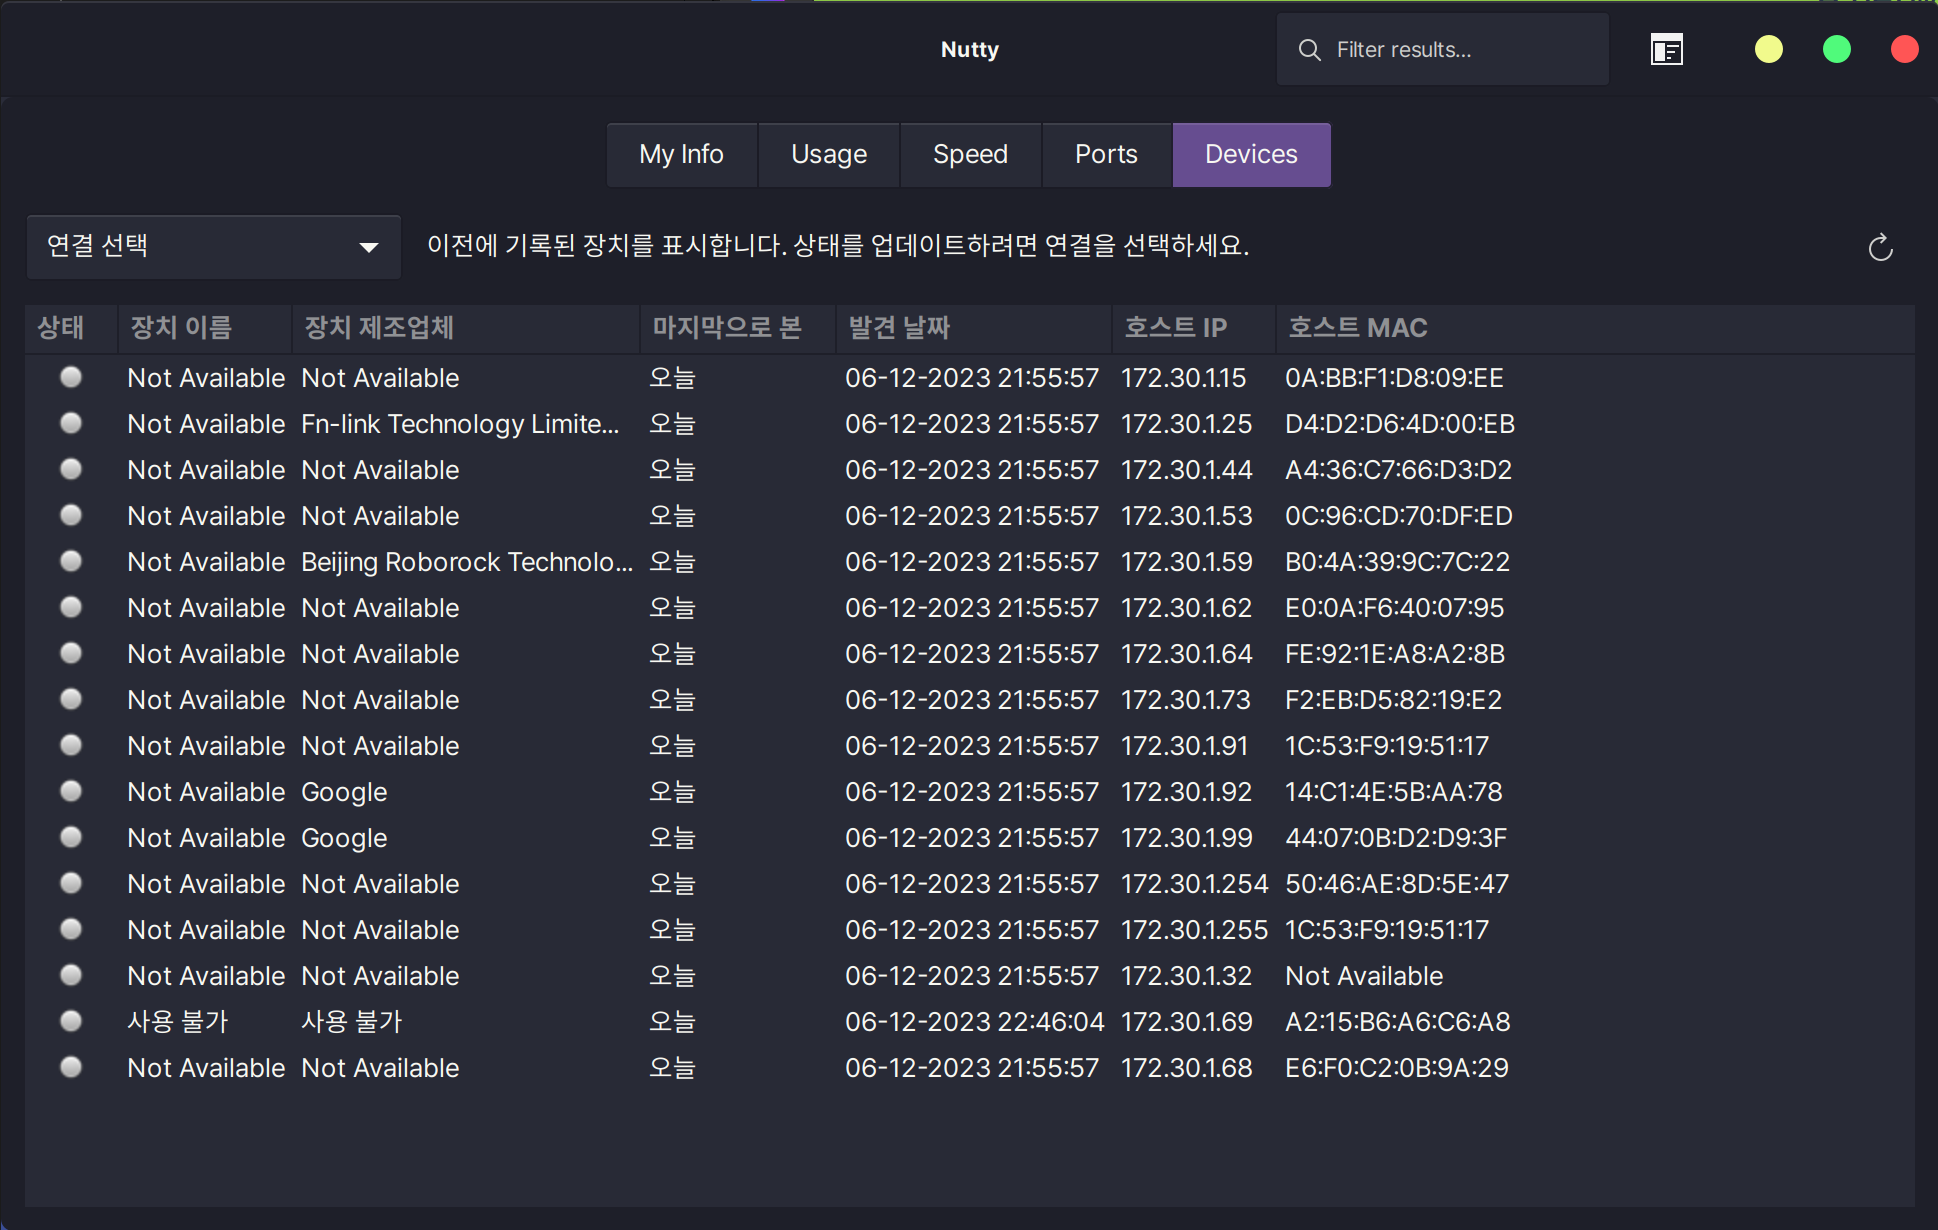 Nutty
Filter results...
My Info Usage Speed Ports Devices
연결 선택 이전에 기록된 장치를 표시합니다. 상태를 업데이트하려면 연결을 선택하세요.
상태 장치 이름 장치 제조업체 마지막으로 본 발견 날짜 호스트 IP 호스트 MAC
Not Available Not Available 오늘 06-12-2023 21:55:57 172.30.1.15 0A:BB:F1:D8:09:EE
Not Available Fn-link Technology Limite... 오늘 06-12-2023 21:55:57 172.30.1.25 D4:D2:D6:4D:00:EB
Not Available Not Available 오늘 06-12-2023 21:55:57 172.30.1.44 A4:36:C7:66:D3:D2
Not Available Not Available 오늘 06-12-2023 21:55:57 172.30.1.53 0C:96:CD:70:DF:ED
Not Available Beijing Roborock Technolo... 오늘 06-12-2023 21:55:57 172.30.1.59 B0:4A:39:9C:7C:22
Not Available Not Available 오늘 06-12-2023 21:55:57 172.30.1.62 E0:0A:F6:40:07:95
Not Available Not Available 오늘 06-12-2023 21:55:57 172.30.1.64 FE:92:1E:A8:A2:8B
Not Available Not Available 오늘 06-12-2023 21:55:57 172.30.1.73 F2:EB:D5:82:19:E2
Not Available Not Available 오늘 06-12-2023 21:55:57 172.30.1.91 1C:53:F9:19:51:17
Not Available Google 오늘 06-12-2023 21:55:57 172.30.1.92 14:C1:4E:5B:AA:78
Not Available Google 오늘 06-12-2023 21:55:57 172.30.1.99 44:07:0B:D2:D9:3F
Not Available Not Available 오늘 06-12-2023 21:55:57 172.30.1.254 50:46:AE:8D:5E:47
Not Available Not Available 오늘 06-12-2023 21:55:57 172.30.1.255 1C:53:F9:19:51:17
Not Available Not Available 오늘 06-12-2023 21:55:57 172.30.1.32 Not Available
사용 불가 사용 불가 오늘 06-12-2023 22:46:04 172.30.1.69 A2:15:B6:A6:C6:A8
Not Available Not Available 오늘 06-12-2023 21:55:57 172.30.1.68 E6:F0:C2:0B:9A:29